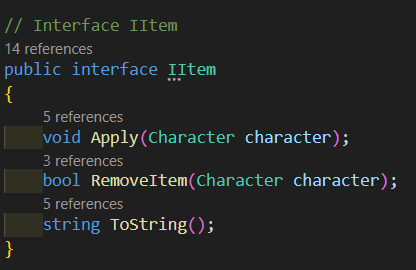 // Interface IItem
14 references
public interface IItem
{
5 references
void Apply(Character character);
3 references
bool RemoveItem(Character character);
5 references
string ToString();
}